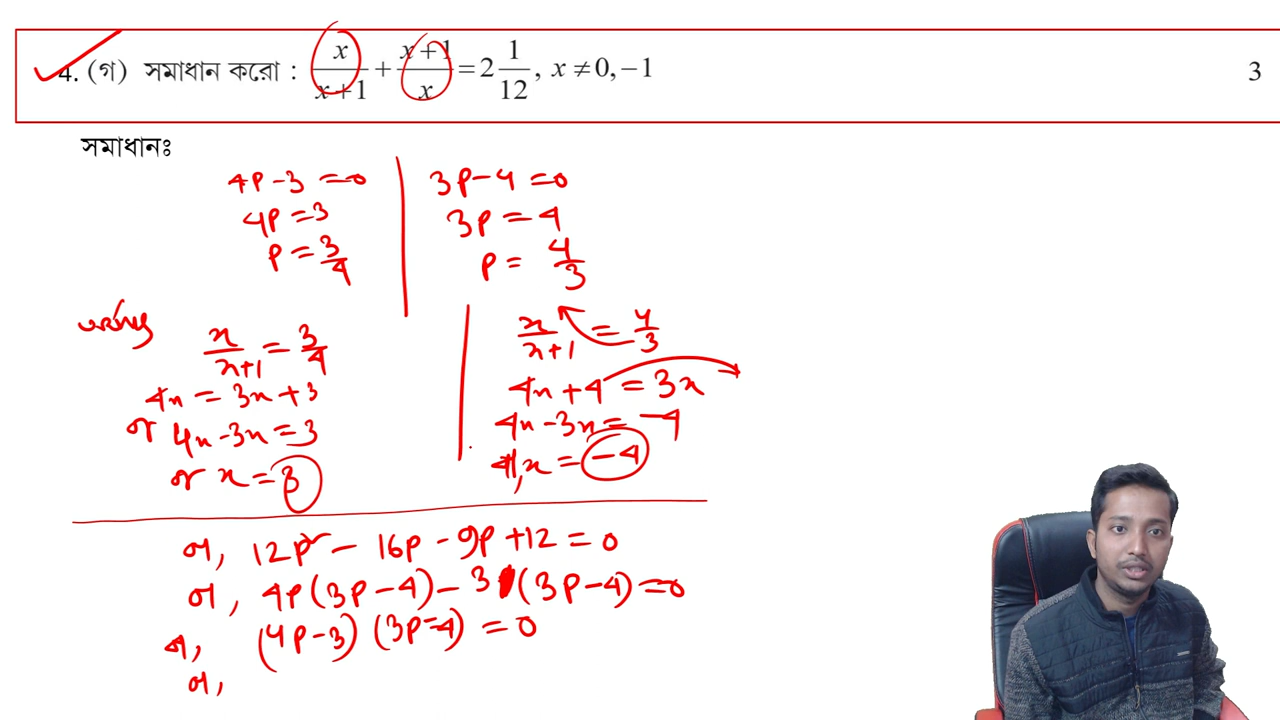 4. (গ) সমাধান করো : x/(x+1) + (x+1)/x = 2 1/12, x ≠ 0, −1 3
সমাধানঃ
4p − 3 = 0
4p = 3
p = 3/4
3p − 4 = 0
3p = 4
p = 4/3
অর্থাৎ
x/(x+1) = 3/4
4x = 3x + 3
বা 4x − 3x = 3
বা x = 3
x/(x+1) = 4/3
4x + 4 = 3x
4x − 3x = −4
বা, x = −4
বা, 12p² − 16p − 9p + 12 = 0
বা, 4p(3p − 4) − 3 (3p − 4) = 0
বা, (4p − 3) (3p − 4) = 0
বা,